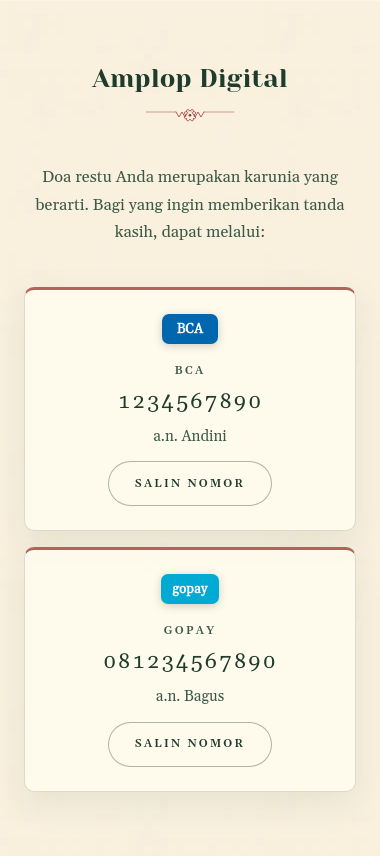 Amplop Digital
Doa restu Anda merupakan karunia yang
berarti. Bagi yang ingin memberikan tanda
kasih, dapat melalui:
BCA
BCA
1234567890
a.n. Andini
SALIN NOMOR
gopay
GOPAY
081234567890
a.n. Bagus
SALIN NOMOR